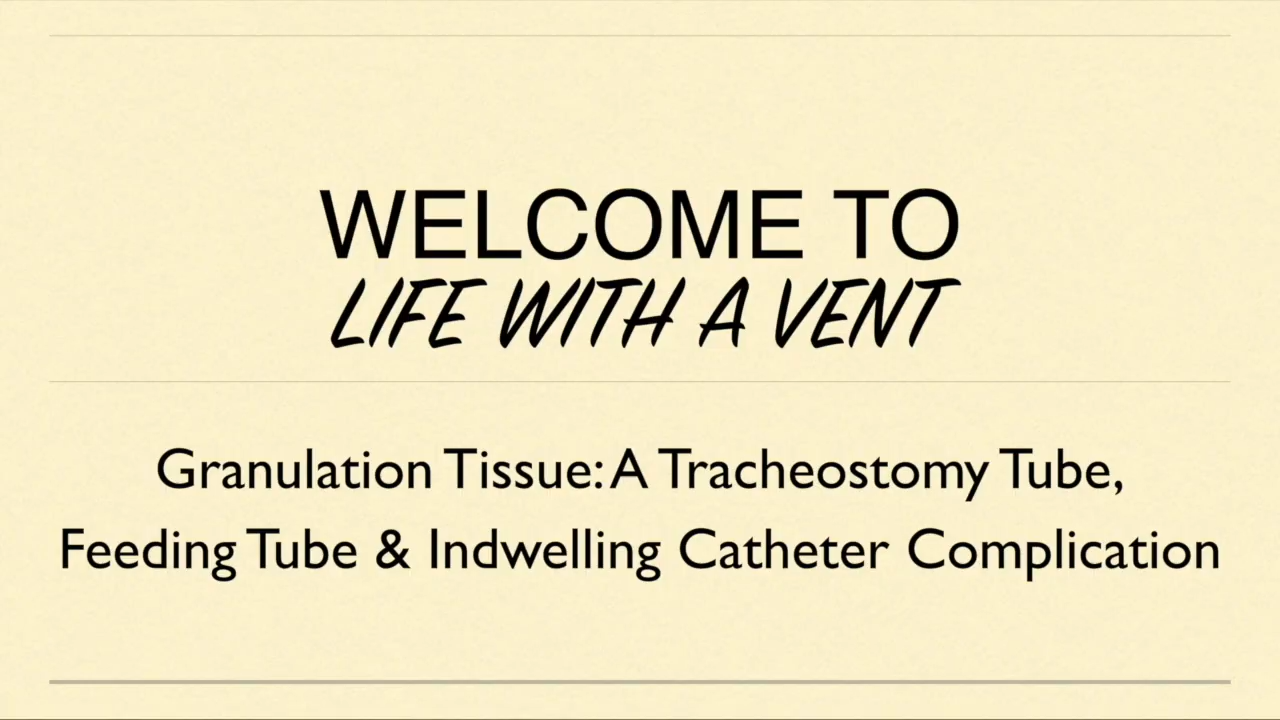 WELCOME TO
LIFE WITH A VENT
Granulation Tissue: A Tracheostomy Tube,
Feeding Tube & Indwelling Catheter Complication